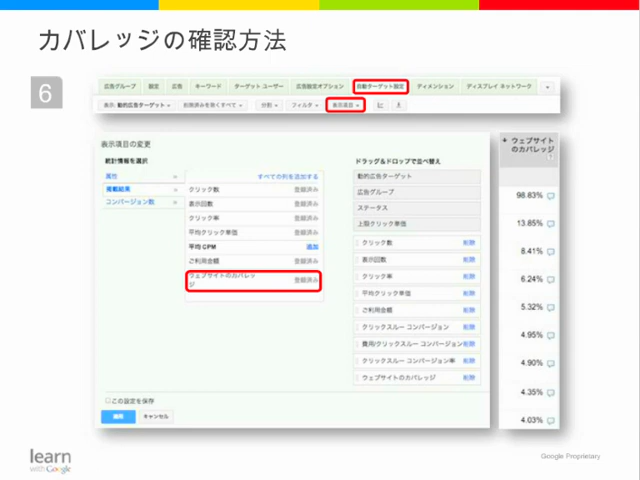 カバレッジの確認方法
6
広告グループ 設定 広告 キーワード ターゲット ユーザー 広告表示オプション 自動ターゲット設定 ディメンション ディスプレイ ネットワーク
表示: 動的広告ターゲット 削除済みを除くすべて 分割 フィルタ 表示項目
表示項目の変更
統計情報を選択
属性
掲載結果
コンバージョン数
すべての列を追加する
クリック数 登録済み
表示回数 登録済み
クリック率 登録済み
平均クリック単価 登録済み
平均 CPM 追加
ご利用金額 登録済み
ウェブサイトのカバレッジ 登録済み
ドラッグ&ドロップで並べ替え
動的広告ターゲット
広告グループ
ステータス
上限クリック単価
クリック数 削除
表示回数 削除
クリック率 削除
平均クリック単価 削除
ご利用金額 削除
クリックスルー コンバージョン 削除
費用/クリックスルー コンバージョン 削除
クリックスルー コンバージョン率 削除
ウェブサイトのカバレッジ 削除
この設定を保存
適用 キャンセル
+ ウェブサイト
のカバレッジ
?
98.83%
13.85%
8.41%
6.24%
5.32%
4.95%
4.90%
4.35%
4.03%
learn
with Google
Google Proprietary